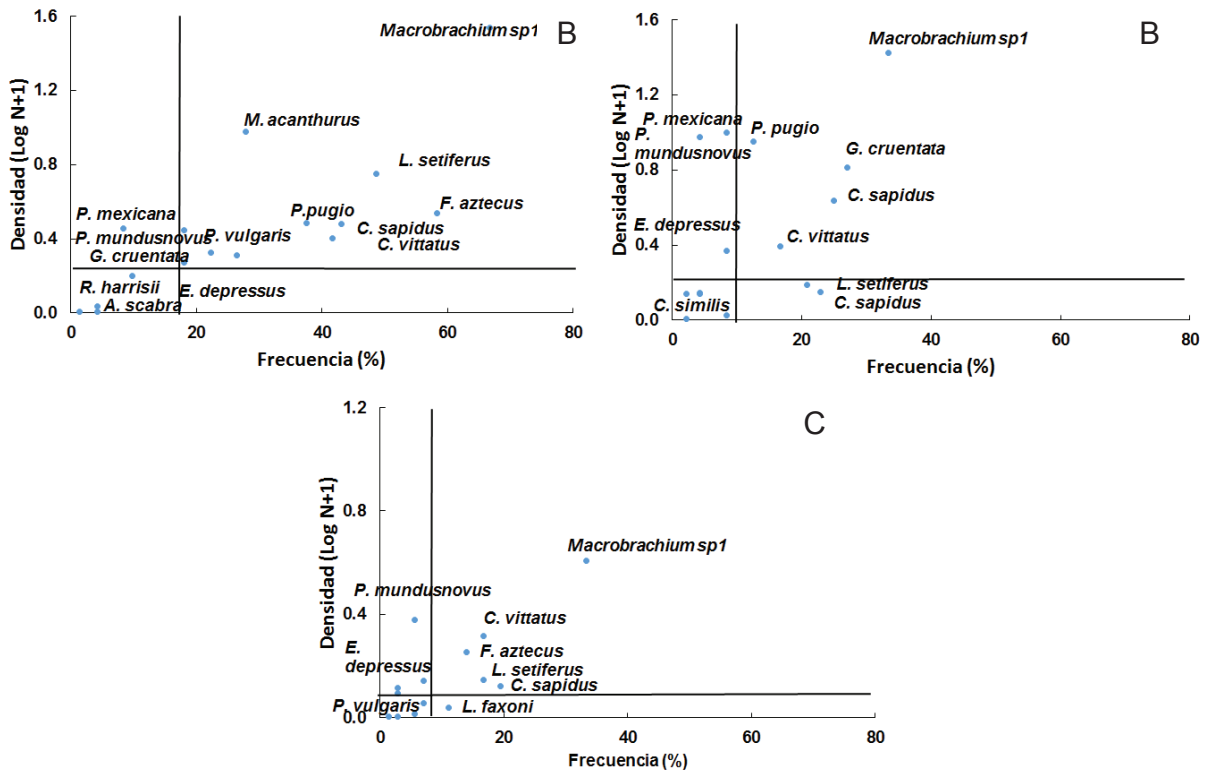 B
Densidad (Log N+1)
1.6
1.2
0.8
0.4
0.0
Macrobrachium sp1
M. acanthurus
L. setiferus
F. aztecus
P. mexicana
P.pugio
C. sapidus
P. mundusnovus
P. vulgaris
C. vittatus
G. cruentata
R. harrisii
E. depressus
A. scabra
0
20
40
60
80
Frecuencia (%)
B
Densidad (Log N+1)
1.6
1.2
0.8
0.4
0.0
Macrobrachium sp1
P. mexicana
P. pugio
P.
mundusnovus
G. cruentata
C. sapidus
E. depressus
C. vittatus
L. setiferus
C. similis
C. sapidus
0
20
40
60
80
Frecuencia (%)
C
Densidad (Log N+1)
1.2
0.8
0.4
0.0
Macrobrachium sp1
P. mundusnovus
C. vittatus
E.
depressus
F. aztecus
L. setiferus
C. sapidus
P. vulgaris
L. faxoni
0
20
40
60
80
Frecuencia (%)